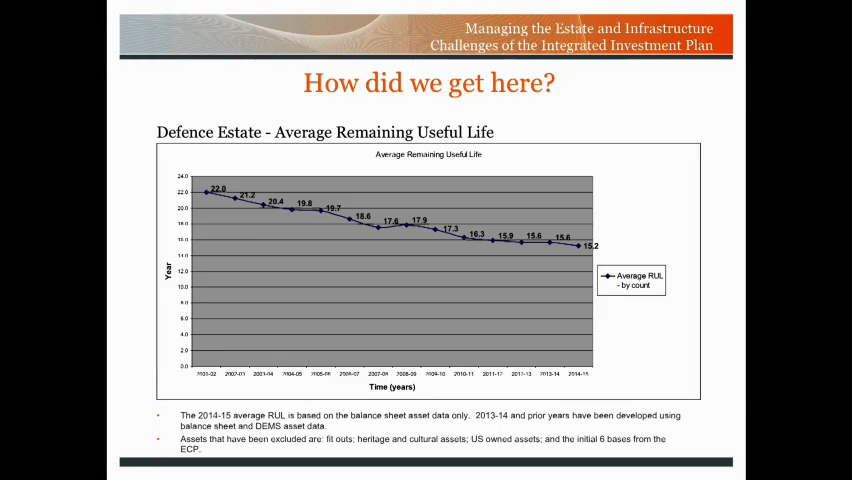 Managing the Estate and Infrastructure
Challenges of the Integrated Investment Plan
How did we get here?
Defence Estate - Average Remaining Useful Life
Average Remaining Useful Life
24.0
22.0
20.0
18.0
16.0
14.0
12.0
10.0
8.0
6.0
4.0
2.0
0.0
22.0
21.2
20.4
19.8
19.7
18.6
17.6
17.9
17.3
16.3
15.9
15.6
15.6
15.2
Year
2001-02 2002-03 2003-04 2004-05 2005-06 2006-07 2007-08 2008-09 2009-10 2010-11 2011-12 2012-13 2013-14 2014-15
Time (years)
Average RUL
- by count
• The 2014-15 average RUL is based on the balance sheet asset data only. 2013-14 and prior years have been developed using
balance sheet and DEMS asset data.
• Assets that have been excluded are: fit outs; heritage and cultural assets; US owned assets; and the initial 6 bases from the
ECP.